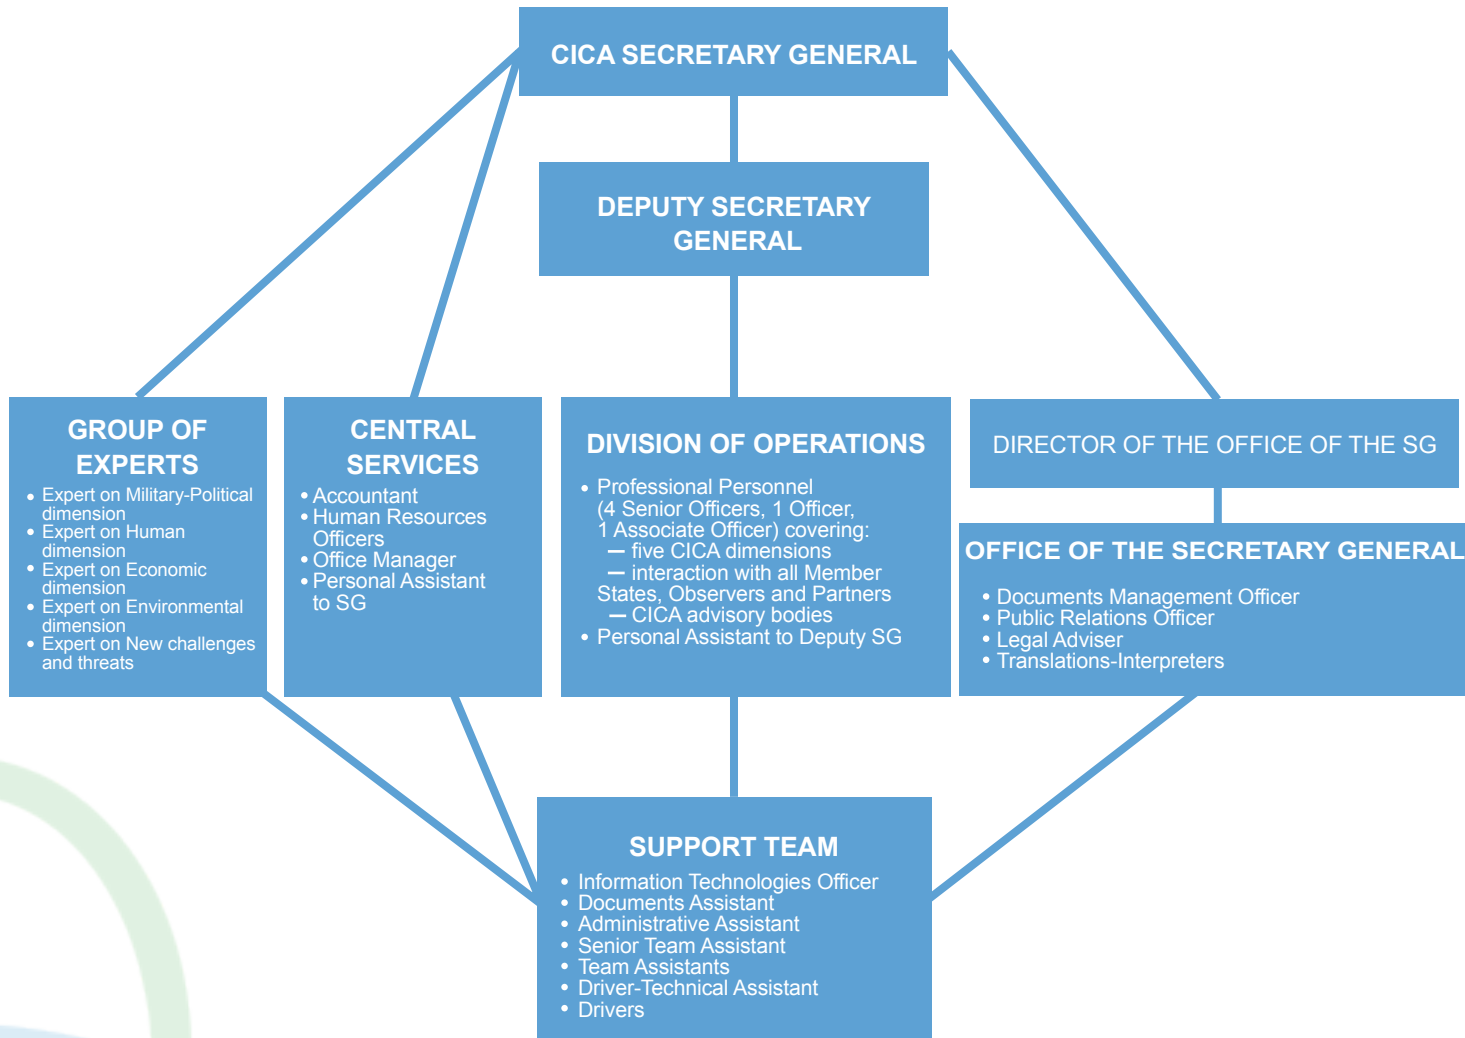 CICA SECRETARY GENERAL
DEPUTY SECRETARY
GENERAL
GROUP OF
EXPERTS
• Expert on Military-Political
dimension
• Expert on Human
dimension
• Expert on Economic
dimension
• Expert on Environmental
dimension
• Expert on New challenges
and threats
CENTRAL
SERVICES
• Accountant
• Human Resources
Officers
• Office Manager
• Personal Assistant
to SG
DIVISION OF OPERATIONS
• Professional Personnel
(4 Senior Officers, 1 Officer,
1 Associate Officer) covering:
— five CICA dimensions
— interaction with all Member
States, Observers and Partners
— CICA advisory bodies
• Personal Assistant to Deputy SG
DIRECTOR OF THE OFFICE OF THE SG
OFFICE OF THE SECRETARY GENERAL
• Documents Management Officer
• Public Relations Officer
• Legal Adviser
• Translations-Interpreters
SUPPORT TEAM
• Information Technologies Officer
• Documents Assistant
• Administrative Assistant
• Senior Team Assistant
• Team Assistants
• Driver-Technical Assistant
• Drivers